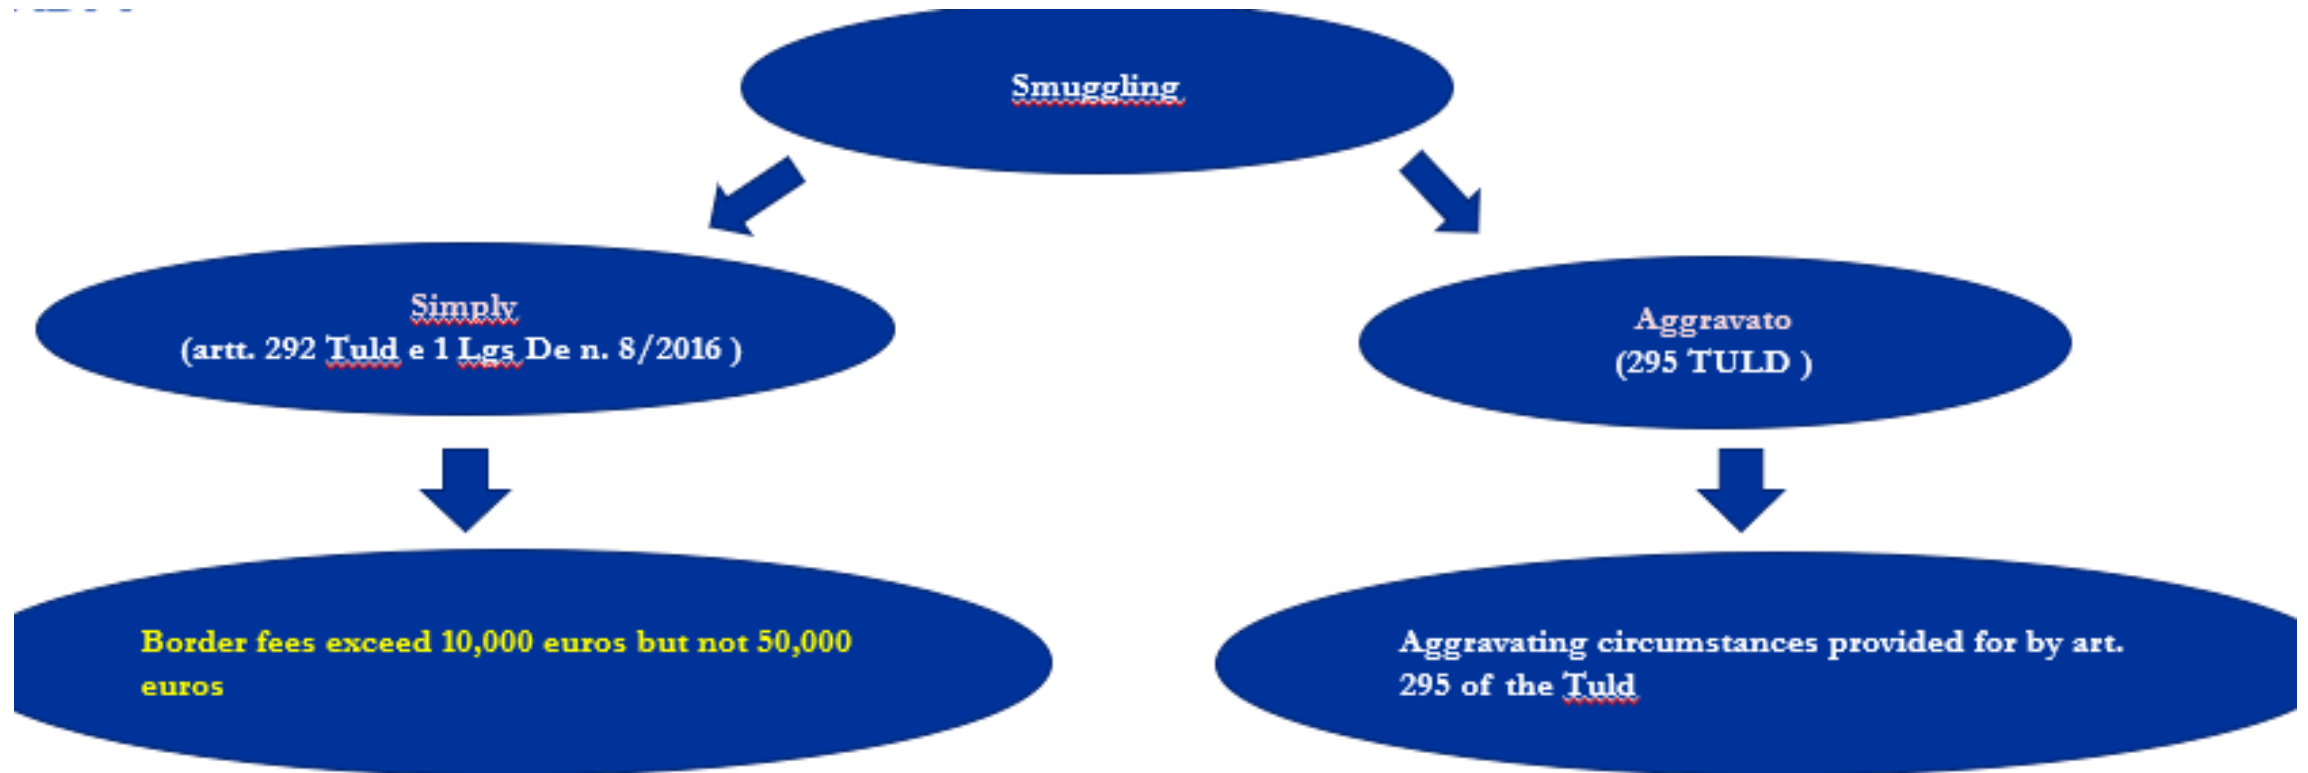 Smuggling
Simply
(artt. 292 Tuld e 1 Lgs De n. 8/2016 )
Aggravato
(295 TULD )
Border fees exceed 10,000 euros but not 50,000
euros
Aggravating circumstances provided for by art.
295 of the Tuld